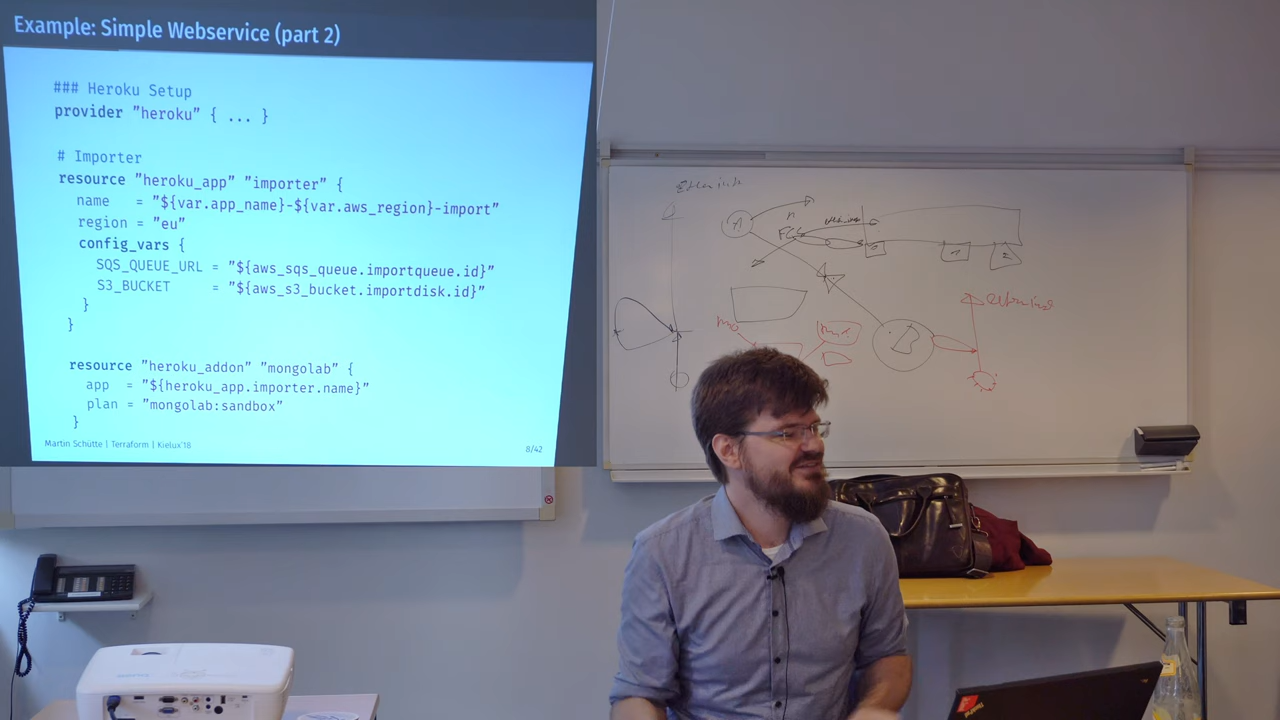 Example: Simple Webservice (part 2)
### Heroku Setup
provider ”heroku” { ... }
# Importer
resource ”heroku_app” ”importer” {
name = ”${var.app_name}-${var.aws_region}-import”
region = ”eu”
config_vars {
SQS_QUEUE_URL = ”${aws_sqs_queue.importqueue.id}”
S3_BUCKET = ”${aws_s3_bucket.importdisk.id}”
}
}
resource ”heroku_addon” ”mongolab” {
app = ”${heroku_app.importer.name}”
plan = ”mongolab:sandbox”
}
Martin Schütte | Terraform | Kielux'18
8/42
A
B